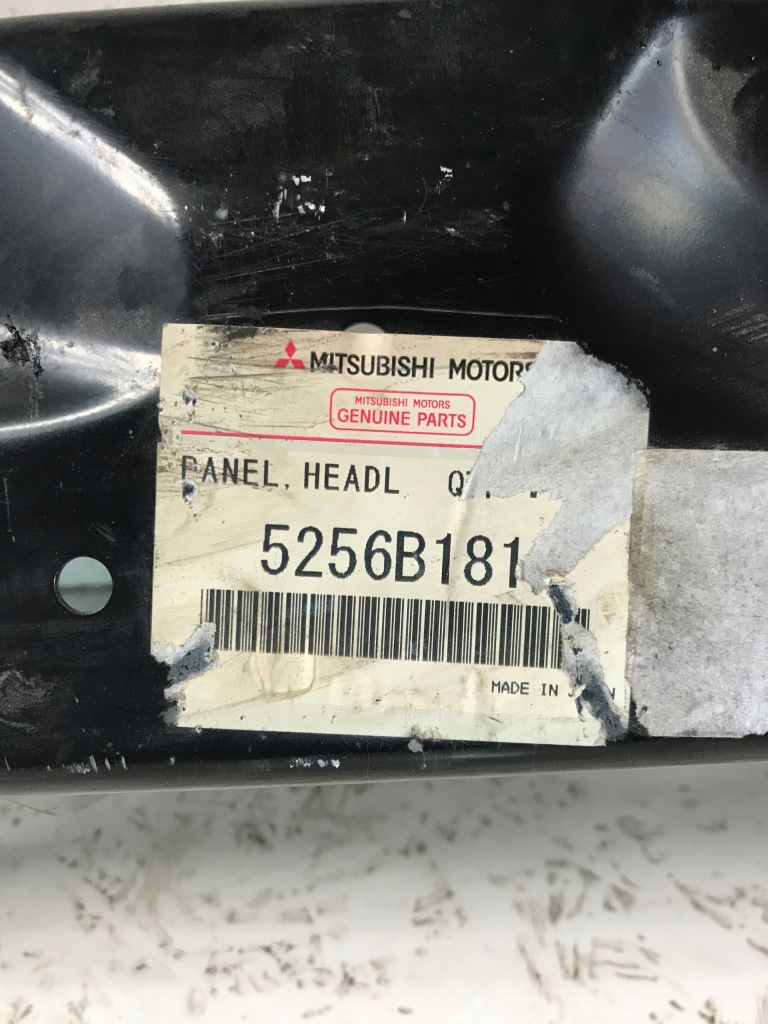 MITSUBISHI MOTORS
MITSUBISHI MOTORS
GENUINE PARTS
PANEL, HEADL
5256B181
MADE IN